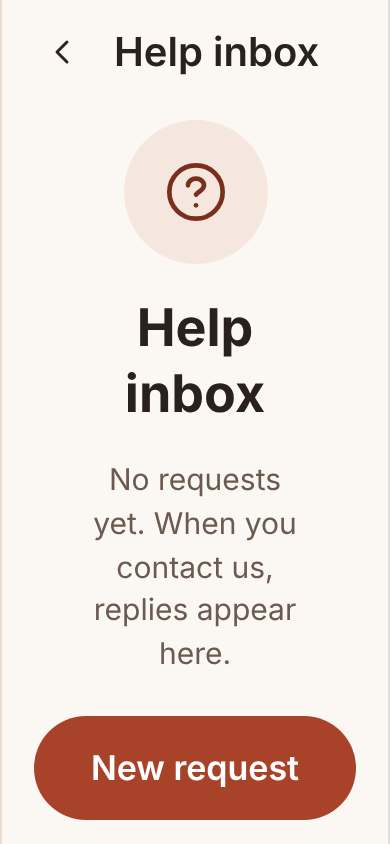 Help inbox
?
Help
inbox
No requests
yet. When you
contact us,
replies appear
here.
New request